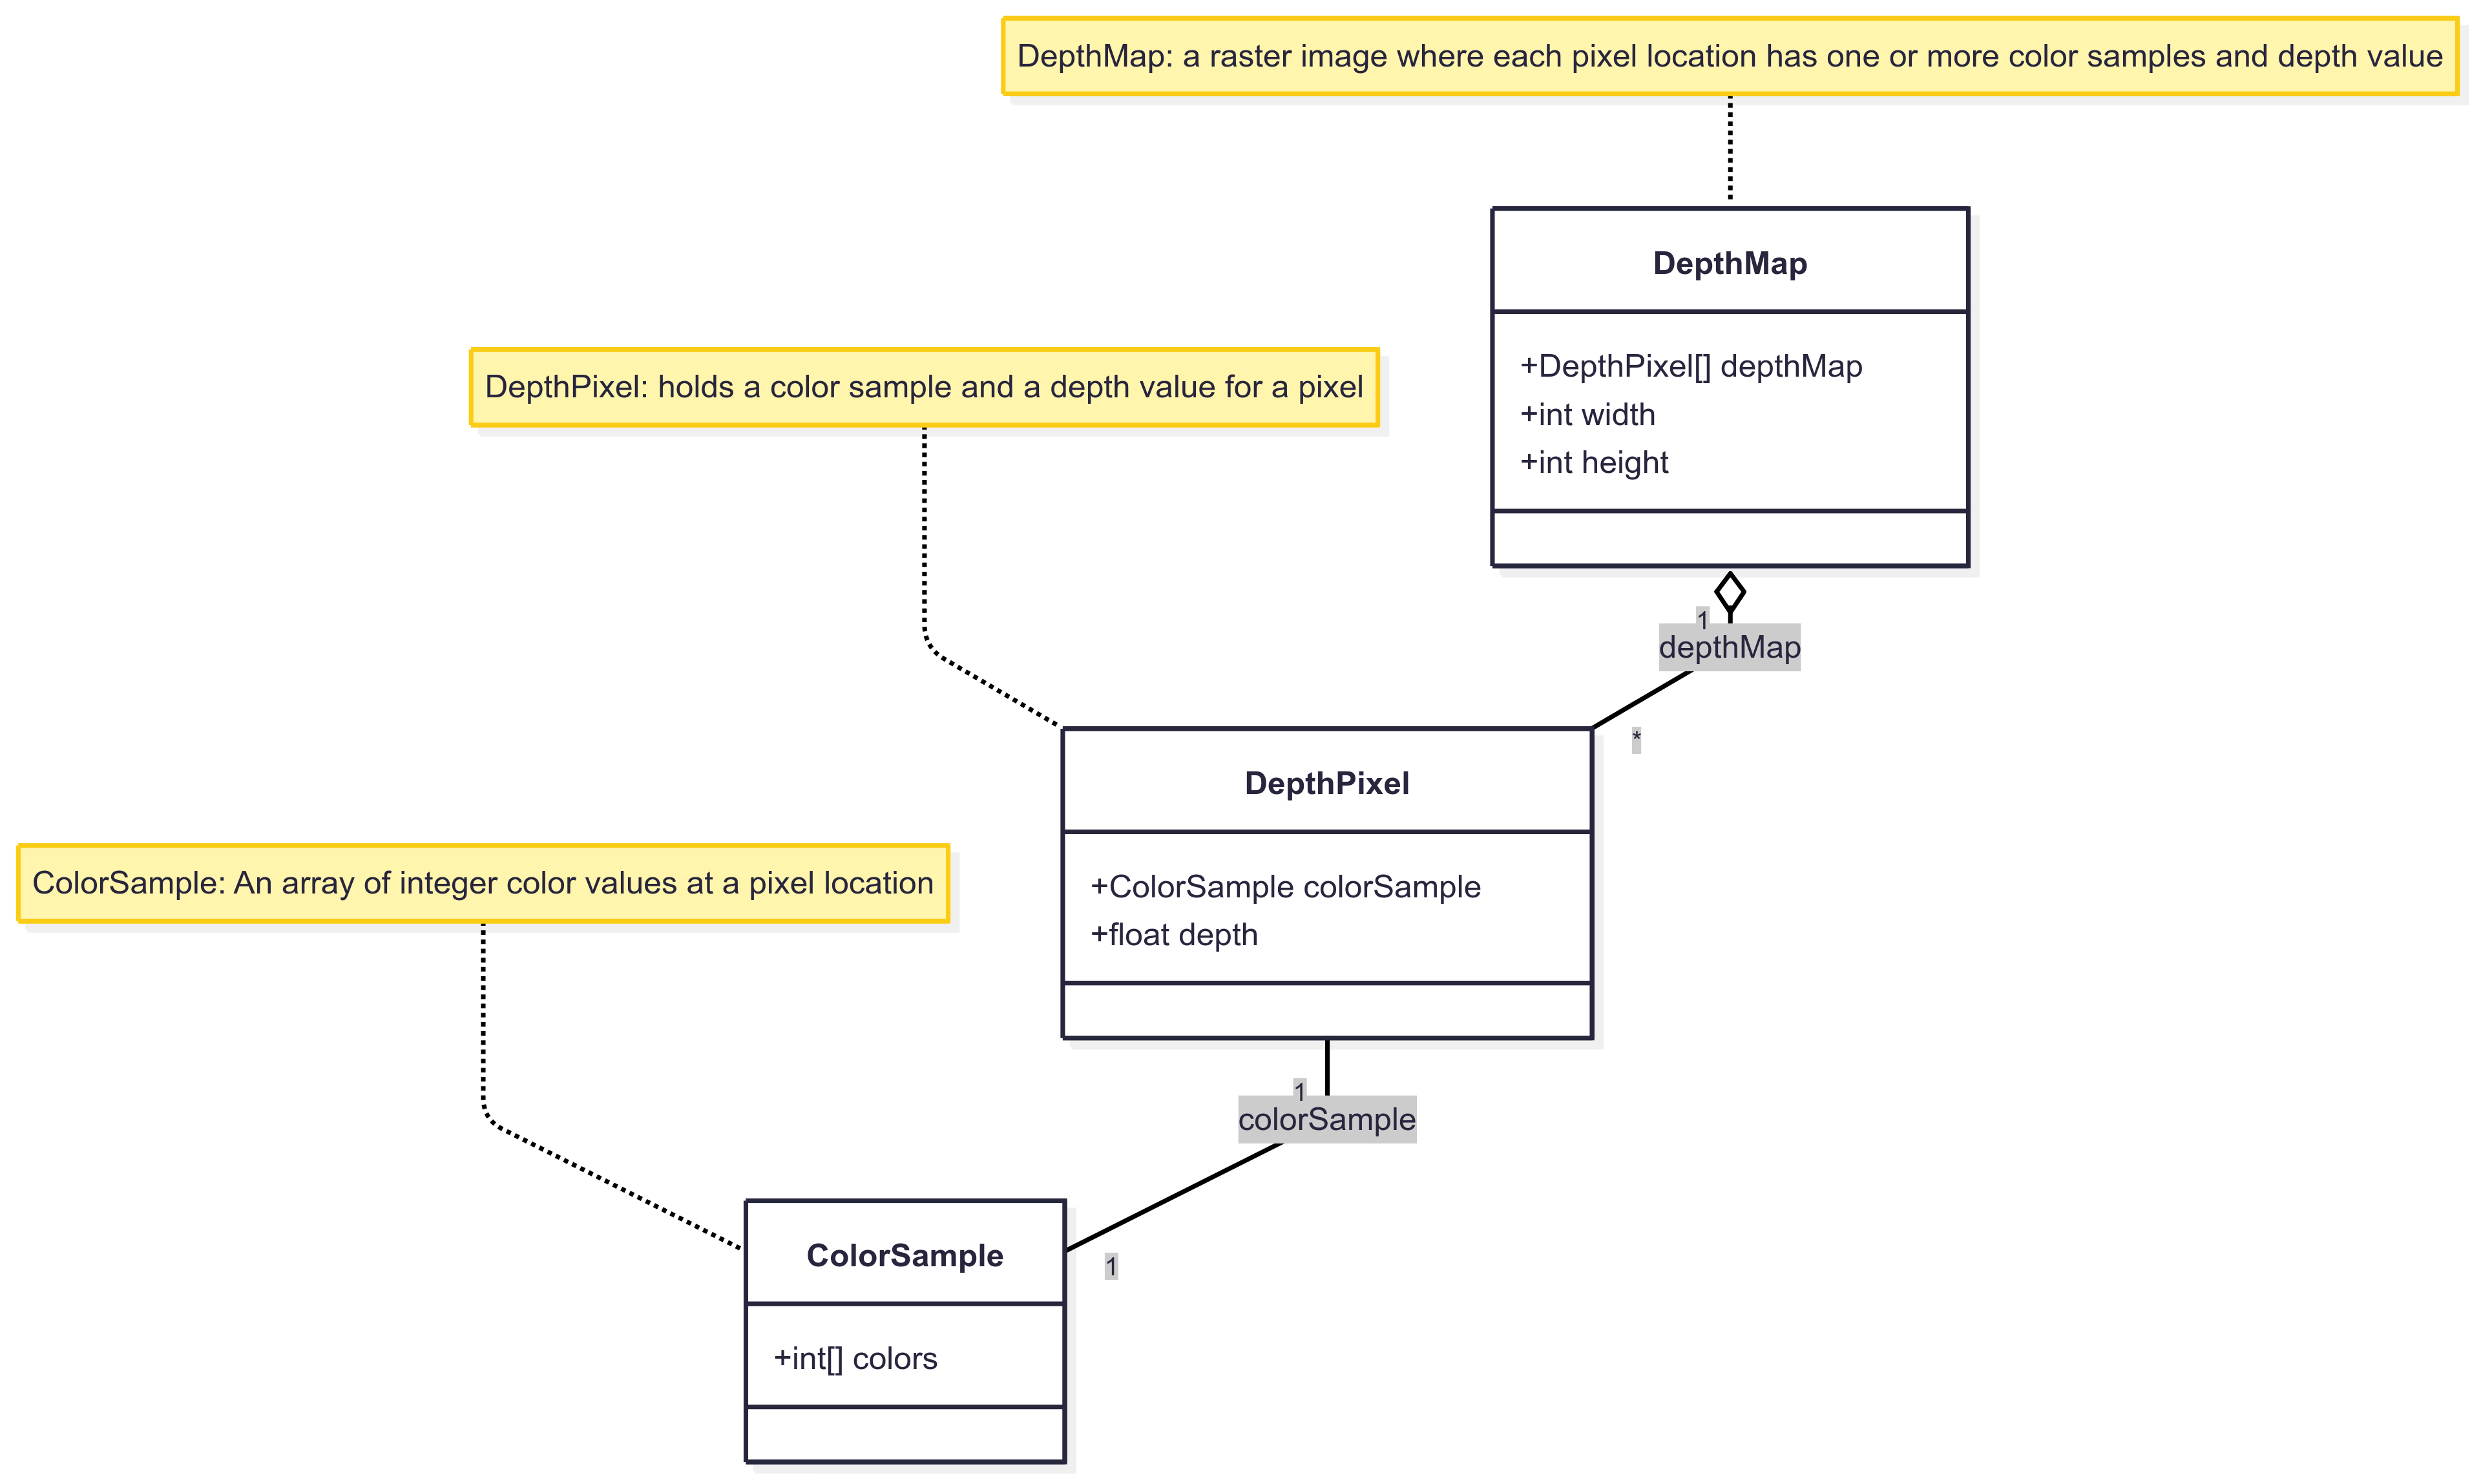 DepthMap: a raster image where each pixel location has one or more color samples and depth value
DepthMap
+DepthPixel[] depthMap
+int width
+int height
DepthPixel: holds a color sample and a depth value for a pixel
1
depthMap
*
DepthPixel
+ColorSample colorSample
+float depth
ColorSample: An array of integer color values at a pixel location
1
colorSample
1
ColorSample
+int[] colors